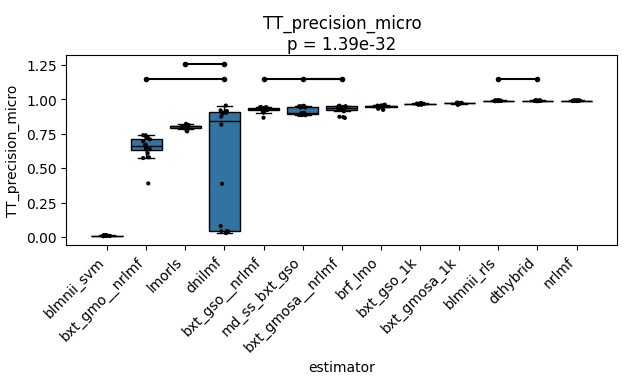 TT_precision_micro
p = 1.39e-32
TT_precision_micro
1.25
1.00
0.75
0.50
0.25
0.00
blmnii_svm
bxt_gmo__nrlmf
lmorls
dnilmf
bxt_gso__nrlmf
md_ss_bxt_gso
bxt_gmosa__nrlmf
brf_lmo
bxt_gso_1k
bxt_gmosa_1k
blmnii_rls
dthybrid
nrlmf
estimator